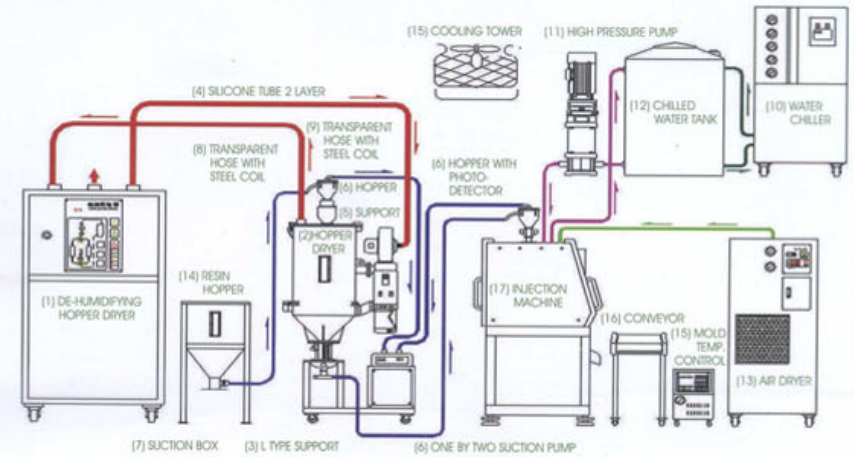 (15) COOLING TOWER
(11) HIGH PRESSURE PUMP
(4) SILICONE TUBE 2 LAYER
(12) CHILLED
WATER TANK
(10) WATER
CHILLER
(9) TRANSPARENT
HOSE WITH
STEEL COIL
(8) TRANSPARENT
HOSE WITH
STEEL COIL
(6) HOPPER WITH
PHOTO-
DETECTOR
(6) HOPPER
(5) SUPPORT
(2)HOPPER
DRYER
(14) RESIN
HOPPER
(1) DE-HUMIDIFYING
HOPPER DRYER
(17) INJECTION
MACHINE
(16) CONVEYOR
(15) MOLD
TEMP.
CONTROL
(13) AIR DRYER
(7) SUCTION BOX
(3) L TYPE SUPPORT
(6) ONE BY TWO SUCTION PUMP